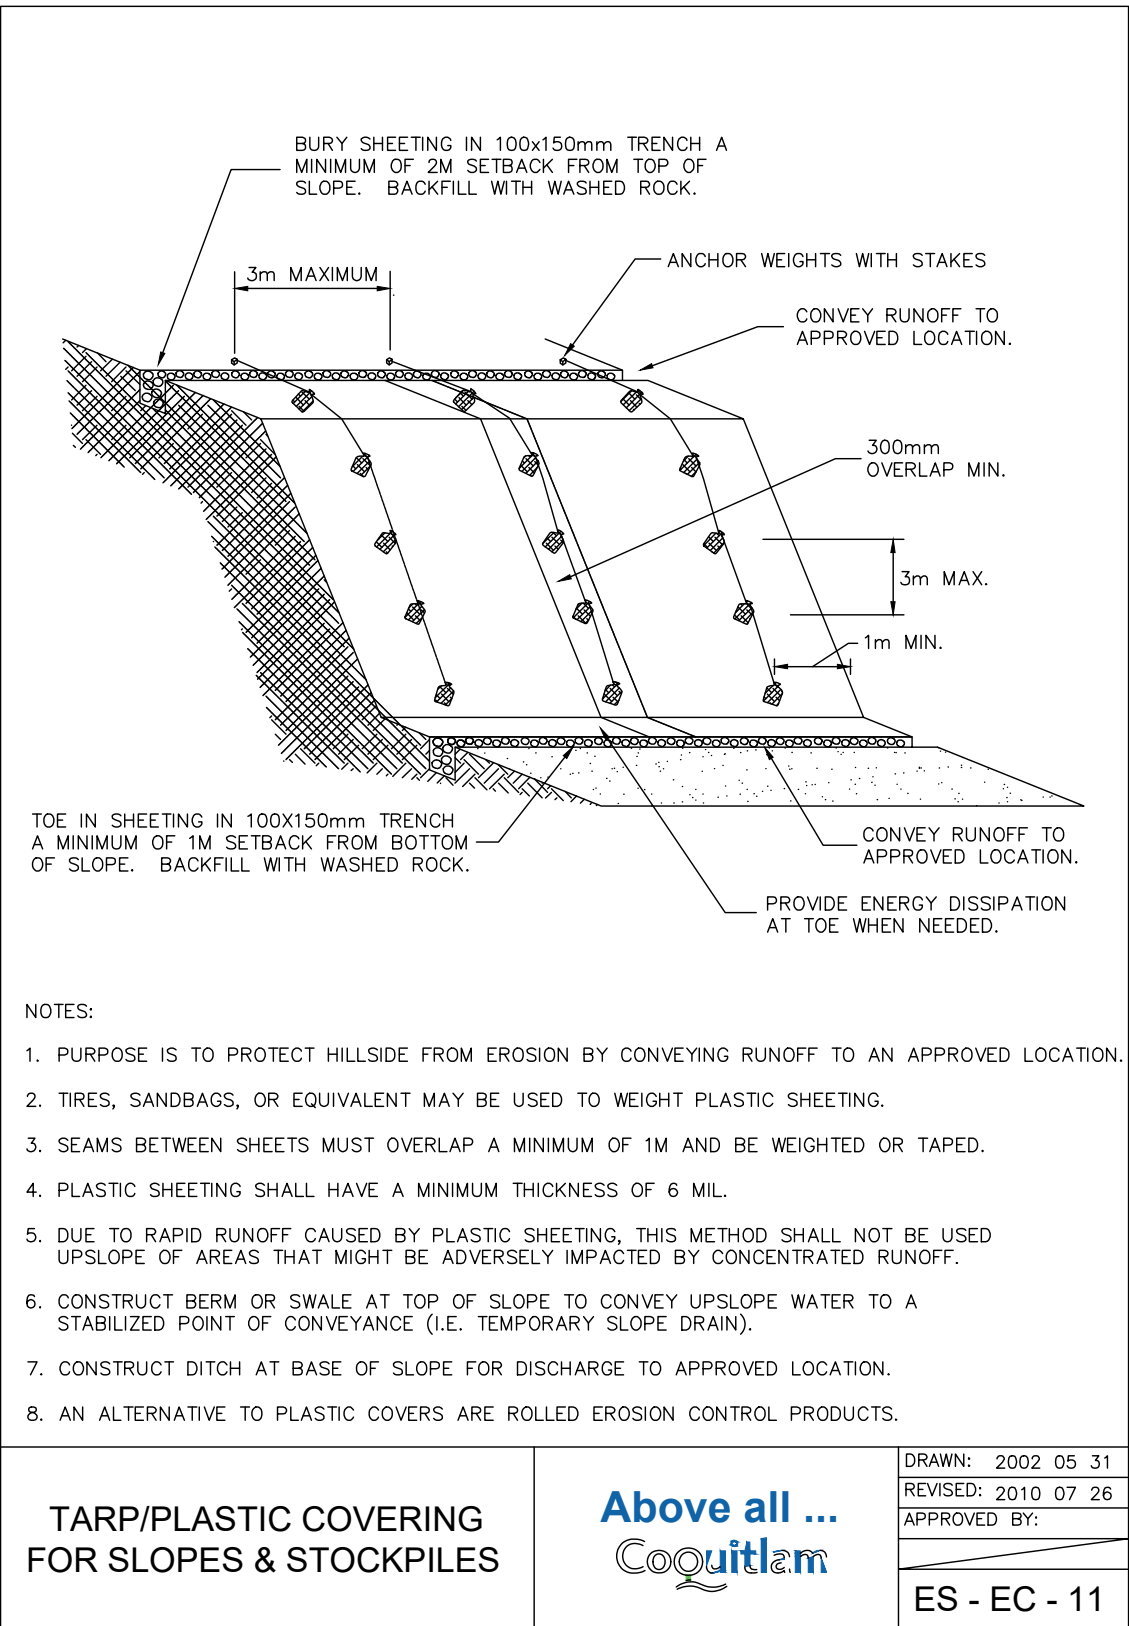 BURY SHEETING IN 100x150mm TRENCH A
MINIMUM OF 2M SETBACK FROM TOP OF
SLOPE. BACKFILL WITH WASHED ROCK.
ANCHOR WEIGHTS WITH STAKES
3m MAXIMUM
CONVEY RUNOFF TO
APPROVED LOCATION.
300mm
OVERLAP MIN.
3m MAX.
1m MIN.
TOE IN SHEETING IN 100X150mm TRENCH
A MINIMUM OF 1M SETBACK FROM BOTTOM
OF SLOPE. BACKFILL WITH WASHED ROCK.
CONVEY RUNOFF TO
APPROVED LOCATION.
PROVIDE ENERGY DISSIPATION
AT TOE WHEN NEEDED.
NOTES:
1. PURPOSE IS TO PROTECT HILLSIDE FROM EROSION BY CONVEYING RUNOFF TO AN APPROVED LOCATION.
2. TIRES, SANDBAGS, OR EQUIVALENT MAY BE USED TO WEIGHT PLASTIC SHEETING.
3. SEAMS BETWEEN SHEETS MUST OVERLAP A MINIMUM OF 1M AND BE WEIGHTED OR TAPED.
4. PLASTIC SHEETING SHALL HAVE A MINIMUM THICKNESS OF 6 MIL.
5. DUE TO RAPID RUNOFF CAUSED BY PLASTIC SHEETING, THIS METHOD SHALL NOT BE USED
UPSLOPE OF AREAS THAT MIGHT BE ADVERSELY IMPACTED BY CONCENTRATED RUNOFF.
6. CONSTRUCT BERM OR SWALE AT TOP OF SLOPE TO CONVEY UPSLOPE WATER TO A
STABILIZED POINT OF CONVEYANCE (I.E. TEMPORARY SLOPE DRAIN).
7. CONSTRUCT DITCH AT BASE OF SLOPE FOR DISCHARGE TO APPROVED LOCATION.
8. AN ALTERNATIVE TO PLASTIC COVERS ARE ROLLED EROSION CONTROL PRODUCTS.
TARP/PLASTIC COVERING
FOR SLOPES & STOCKPILES
Above all ...
Coquitlam
DRAWN: 2002 05 31
REVISED: 2010 07 26
APPROVED BY:
ES - EC - 11